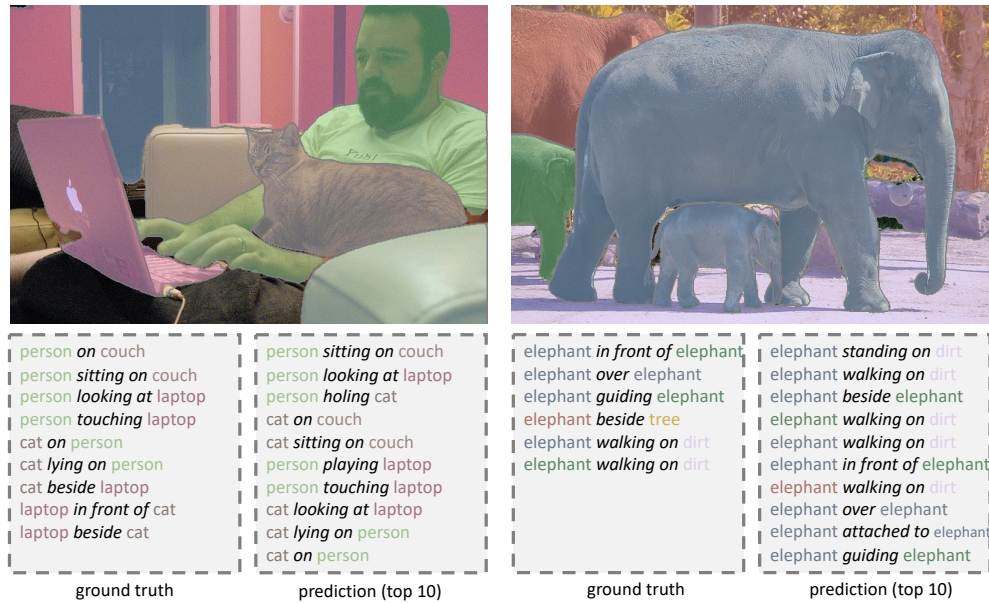 person on couch
person sitting on couch
person looking at laptop
person touching laptop
cat on person
cat lying on person
cat beside laptop
laptop in front of cat
laptop beside cat
ground truth
person sitting on couch
person looking at laptop
person holing cat
cat on couch
cat sitting on couch
person playing laptop
person touching laptop
cat looking at laptop
cat lying on person
cat on person
prediction (top 10)
elephant in front of elephant
elephant over elephant
elephant guiding elephant
elephant beside tree
elephant walking on dirt
elephant walking on dirt
ground truth
elephant standing on dirt
elephant walking on dirt
elephant beside elephant
elephant walking on dirt
elephant walking on dirt
elephant in front of elephant
elephant walking on dirt
elephant over elephant
elephant attached to elephant
elephant guiding elephant
prediction (top 10)